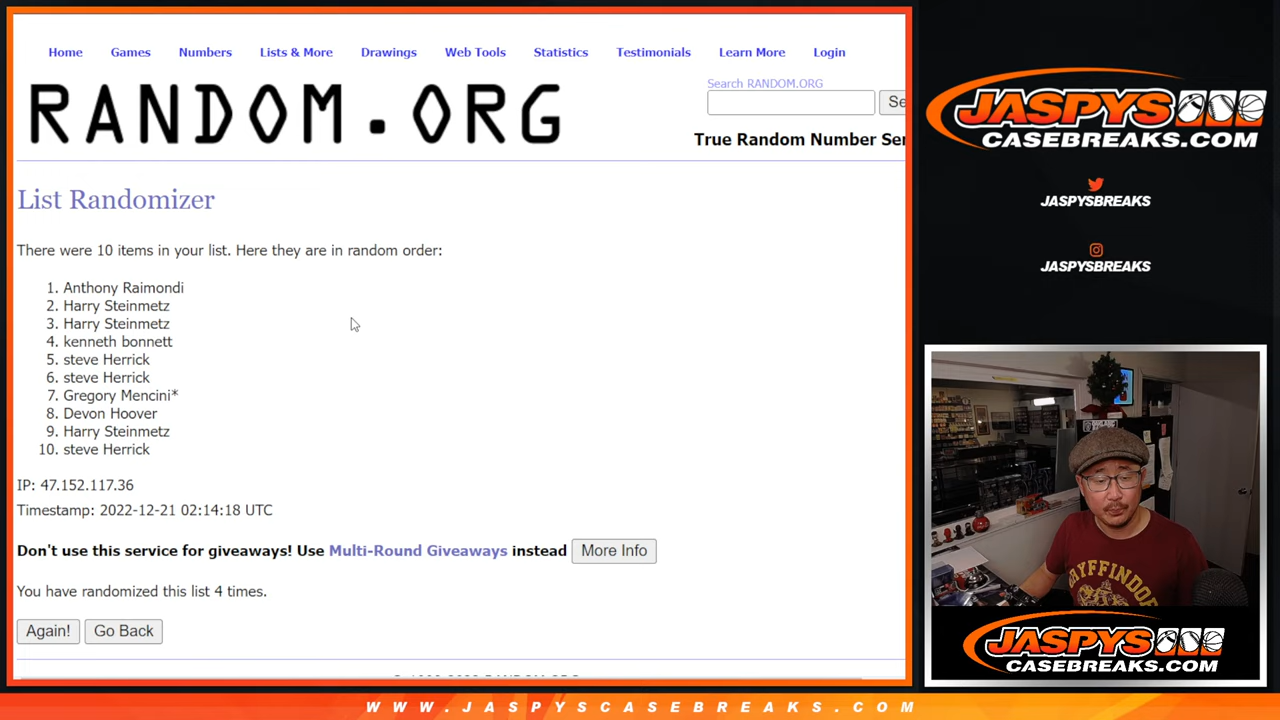 Home Games Numbers Lists & More Drawings Web Tools Statistics Testimonials Learn More Login
Search RANDOM.ORG
RANDOM.ORG
True Random Number
List Randomizer
There were 10 items in your list. Here they are in random order:
1. Anthony Raimondi
2. Harry Steinmetz
3. Harry Steinmetz
4. kenneth bonnett
5. steve Herrick
6. steve Herrick
7. Gregory Mencini*
8. Devon Hoover
9. Harry Steinmetz
10. steve Herrick
IP: 47.152.117.36
Timestamp: 2022-12-21 02:14:18 UTC
Don't use this service for giveaways! Use Multi-Round Giveaways instead More Info
You have randomized this list 4 times.
Again! Go Back
JASPYS
CASEBREAKS.COM
JASPYSBREAKS
JASPYSBREAKS
GRYFFINDOR
JASPYS
CASEBREAKS.COM
WWW.JASPYSCASEBREAKS.COM